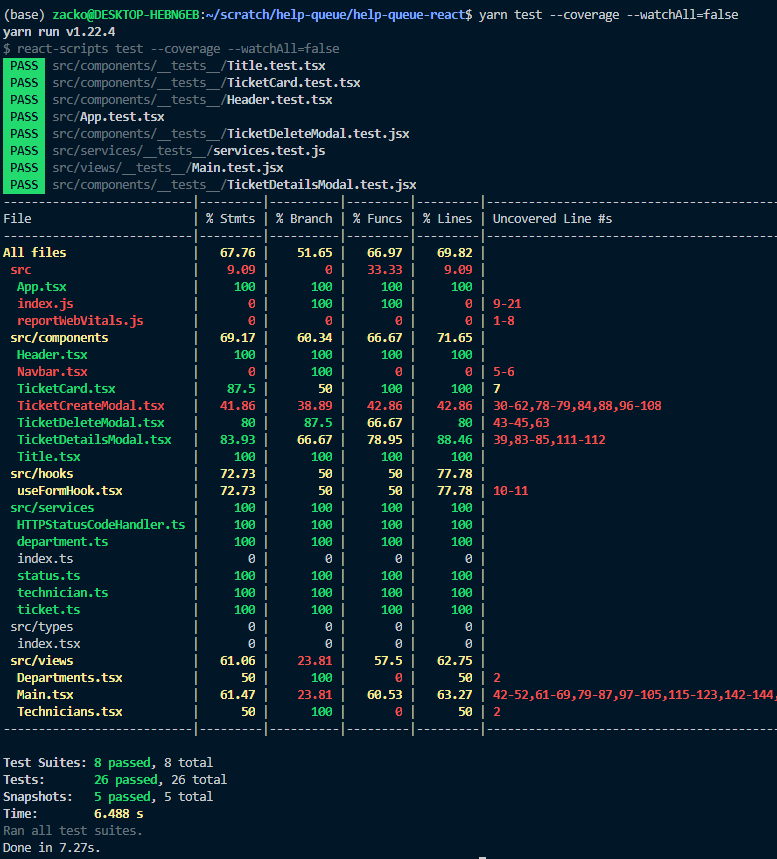 (base) zacko@DESKTOP-HEBN6EB:~/scratch/help-queue/help-queue-react$ yarn test --coverage --watchAll=false
yarn run v1.22.4
$ react-scripts test --coverage --watchAll=false
PASS src/components/__tests__/Title.test.tsx
PASS src/components/__tests__/TicketCard.test.tsx
PASS src/components/__tests__/Header.test.tsx
PASS src/App.test.tsx
PASS src/components/__tests__/TicketDeleteModal.test.jsx
PASS src/services/__tests__/services.test.js
PASS src/views/__tests__/Main.test.jsx
PASS src/components/__tests__/TicketDetailsModal.test.jsx
-------------------------|---------|----------|---------|---------|--------------------------------------
File | % Stmts | % Branch | % Funcs | % Lines | Uncovered Line #s
-------------------------|---------|----------|---------|---------|--------------------------------------
All files | 67.76 | 51.65 | 66.97 | 69.82 |
src | 9.09 | 0 | 33.33 | 9.09 |
App.tsx | 100 | 100 | 100 | 100 |
index.js | 0 | 100 | 100 | 0 | 9-21
reportWebVitals.js | 0 | 0 | 0 | 0 | 1-8
src/components | 69.17 | 60.34 | 66.67 | 71.65 |
Header.tsx | 100 | 100 | 100 | 100 |
Navbar.tsx | 0 | 100 | 0 | 0 | 5-6
TicketCard.tsx | 87.5 | 50 | 100 | 100 | 7
TicketCreateModal.tsx | 41.86 | 38.89 | 42.86 | 42.86 | 30-62,78-79,84,88,96-108
TicketDeleteModal.tsx | 80 | 87.5 | 66.67 | 80 | 43-45,63
TicketDetailsModal.tsx | 83.93 | 66.67 | 78.95 | 88.46 | 39,83-85,111-112
Title.tsx | 100 | 100 | 100 | 100 |
src/hooks | 72.73 | 50 | 50 | 77.78 |
useFormHook.tsx | 72.73 | 50 | 50 | 77.78 | 10-11
src/services | 100 | 100 | 100 | 100 |
HTTPStatusCodeHandler.ts | 100 | 100 | 100 | 100 |
department.ts | 100 | 100 | 100 | 100 |
index.ts | 0 | 0 | 0 | 0 |
status.ts | 100 | 100 | 100 | 100 |
technician.ts | 100 | 100 | 100 | 100 |
ticket.ts | 100 | 100 | 100 | 100 |
src/types | 0 | 0 | 0 | 0 |
index.tsx | 0 | 0 | 0 | 0 |
src/views | 61.06 | 23.81 | 57.5 | 62.75 |
Departments.tsx | 50 | 100 | 0 | 50 | 2
Main.tsx | 61.47 | 23.81 | 60.53 | 63.27 | 42-52,61-69,79-87,97-105,115-123,142-144,
Technicians.tsx | 50 | 100 | 0 | 50 | 2
-------------------------|---------|----------|---------|---------|--------------------------------------
Test Suites: 8 passed, 8 total
Tests: 26 passed, 26 total
Snapshots: 5 passed, 5 total
Time: 6.488 s
Ran all test suites.
Done in 7.27s.